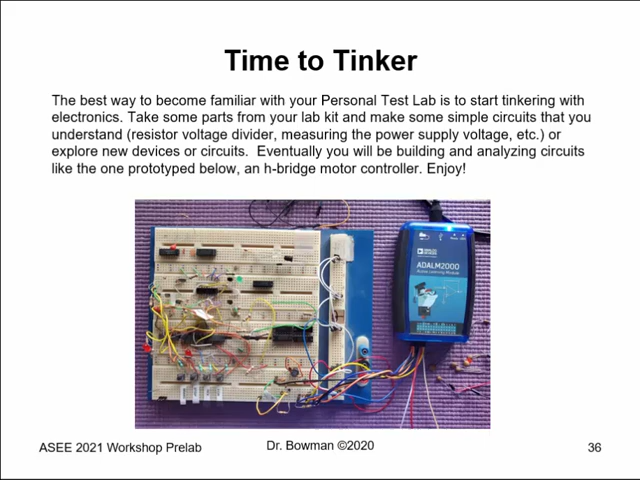 Time to Tinker
The best way to become familiar with your Personal Test Lab is to start tinkering with
electronics. Take some parts from your lab kit and make some simple circuits that you
understand (resistor voltage divider, measuring the power supply voltage, etc.) or
explore new devices or circuits.  Eventually you will be building and analyzing circuits
like the one prototyped below, an h-bridge motor controller. Enjoy!
ADALM2000
ASEE 2021 Workshop Prelab
Dr. Bowman ©2020
36